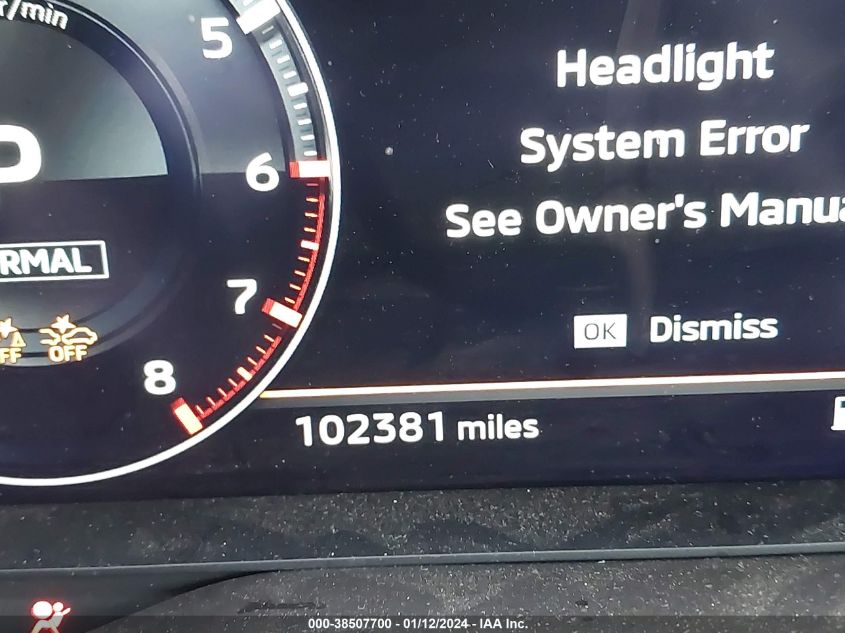 r/min
5
6
7
8
P
RMAL
OFF
OFF
Headlight
System Error
See Owner's Manua
OK Dismiss
102381 miles
000-38507700 - 01/12/2024 - IAA Inc.